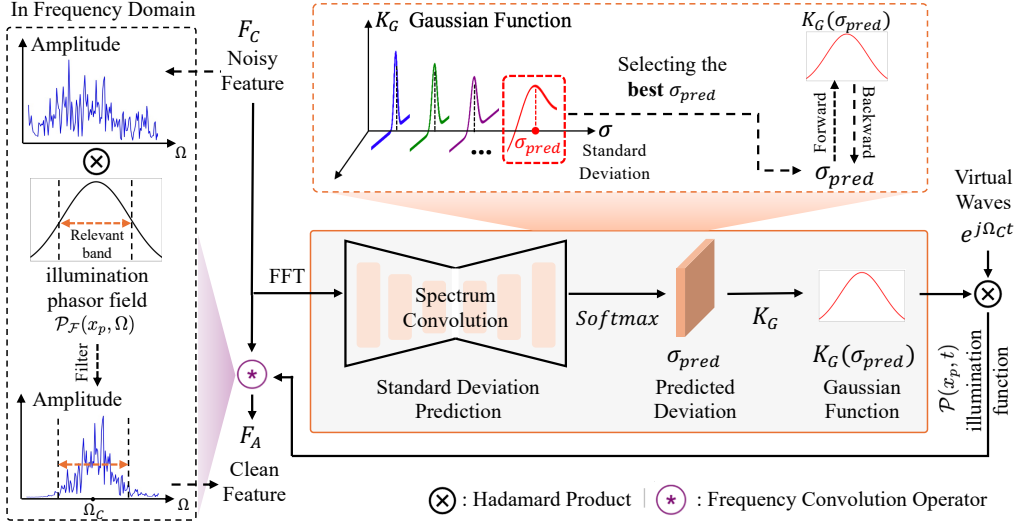 In Frequency Domain
Amplitude
Ω
Relevant
band
illumination
phasor field
𝒫_ℱ(x_p, Ω)
Filter
Amplitude
Ω_C
Ω
F_C
Noisy
Feature
FFT
F_A
Clean
Feature
K_G Gaussian Function
...
σ_pred
σ
Standard
Deviation
Selecting the
best σ_pred
K_G(σ_pred)
Forward
Backward
σ_pred
Spectrum
Convolution
Standard Deviation
Prediction
Softmax
σ_pred
Predicted
Deviation
K_G
K_G(σ_pred)
Gaussian
Function
Virtual
Waves
e^{jΩ_C t}
𝒫(x_p, t)
illumination
function
: Hadamard Product
: Frequency Convolution Operator